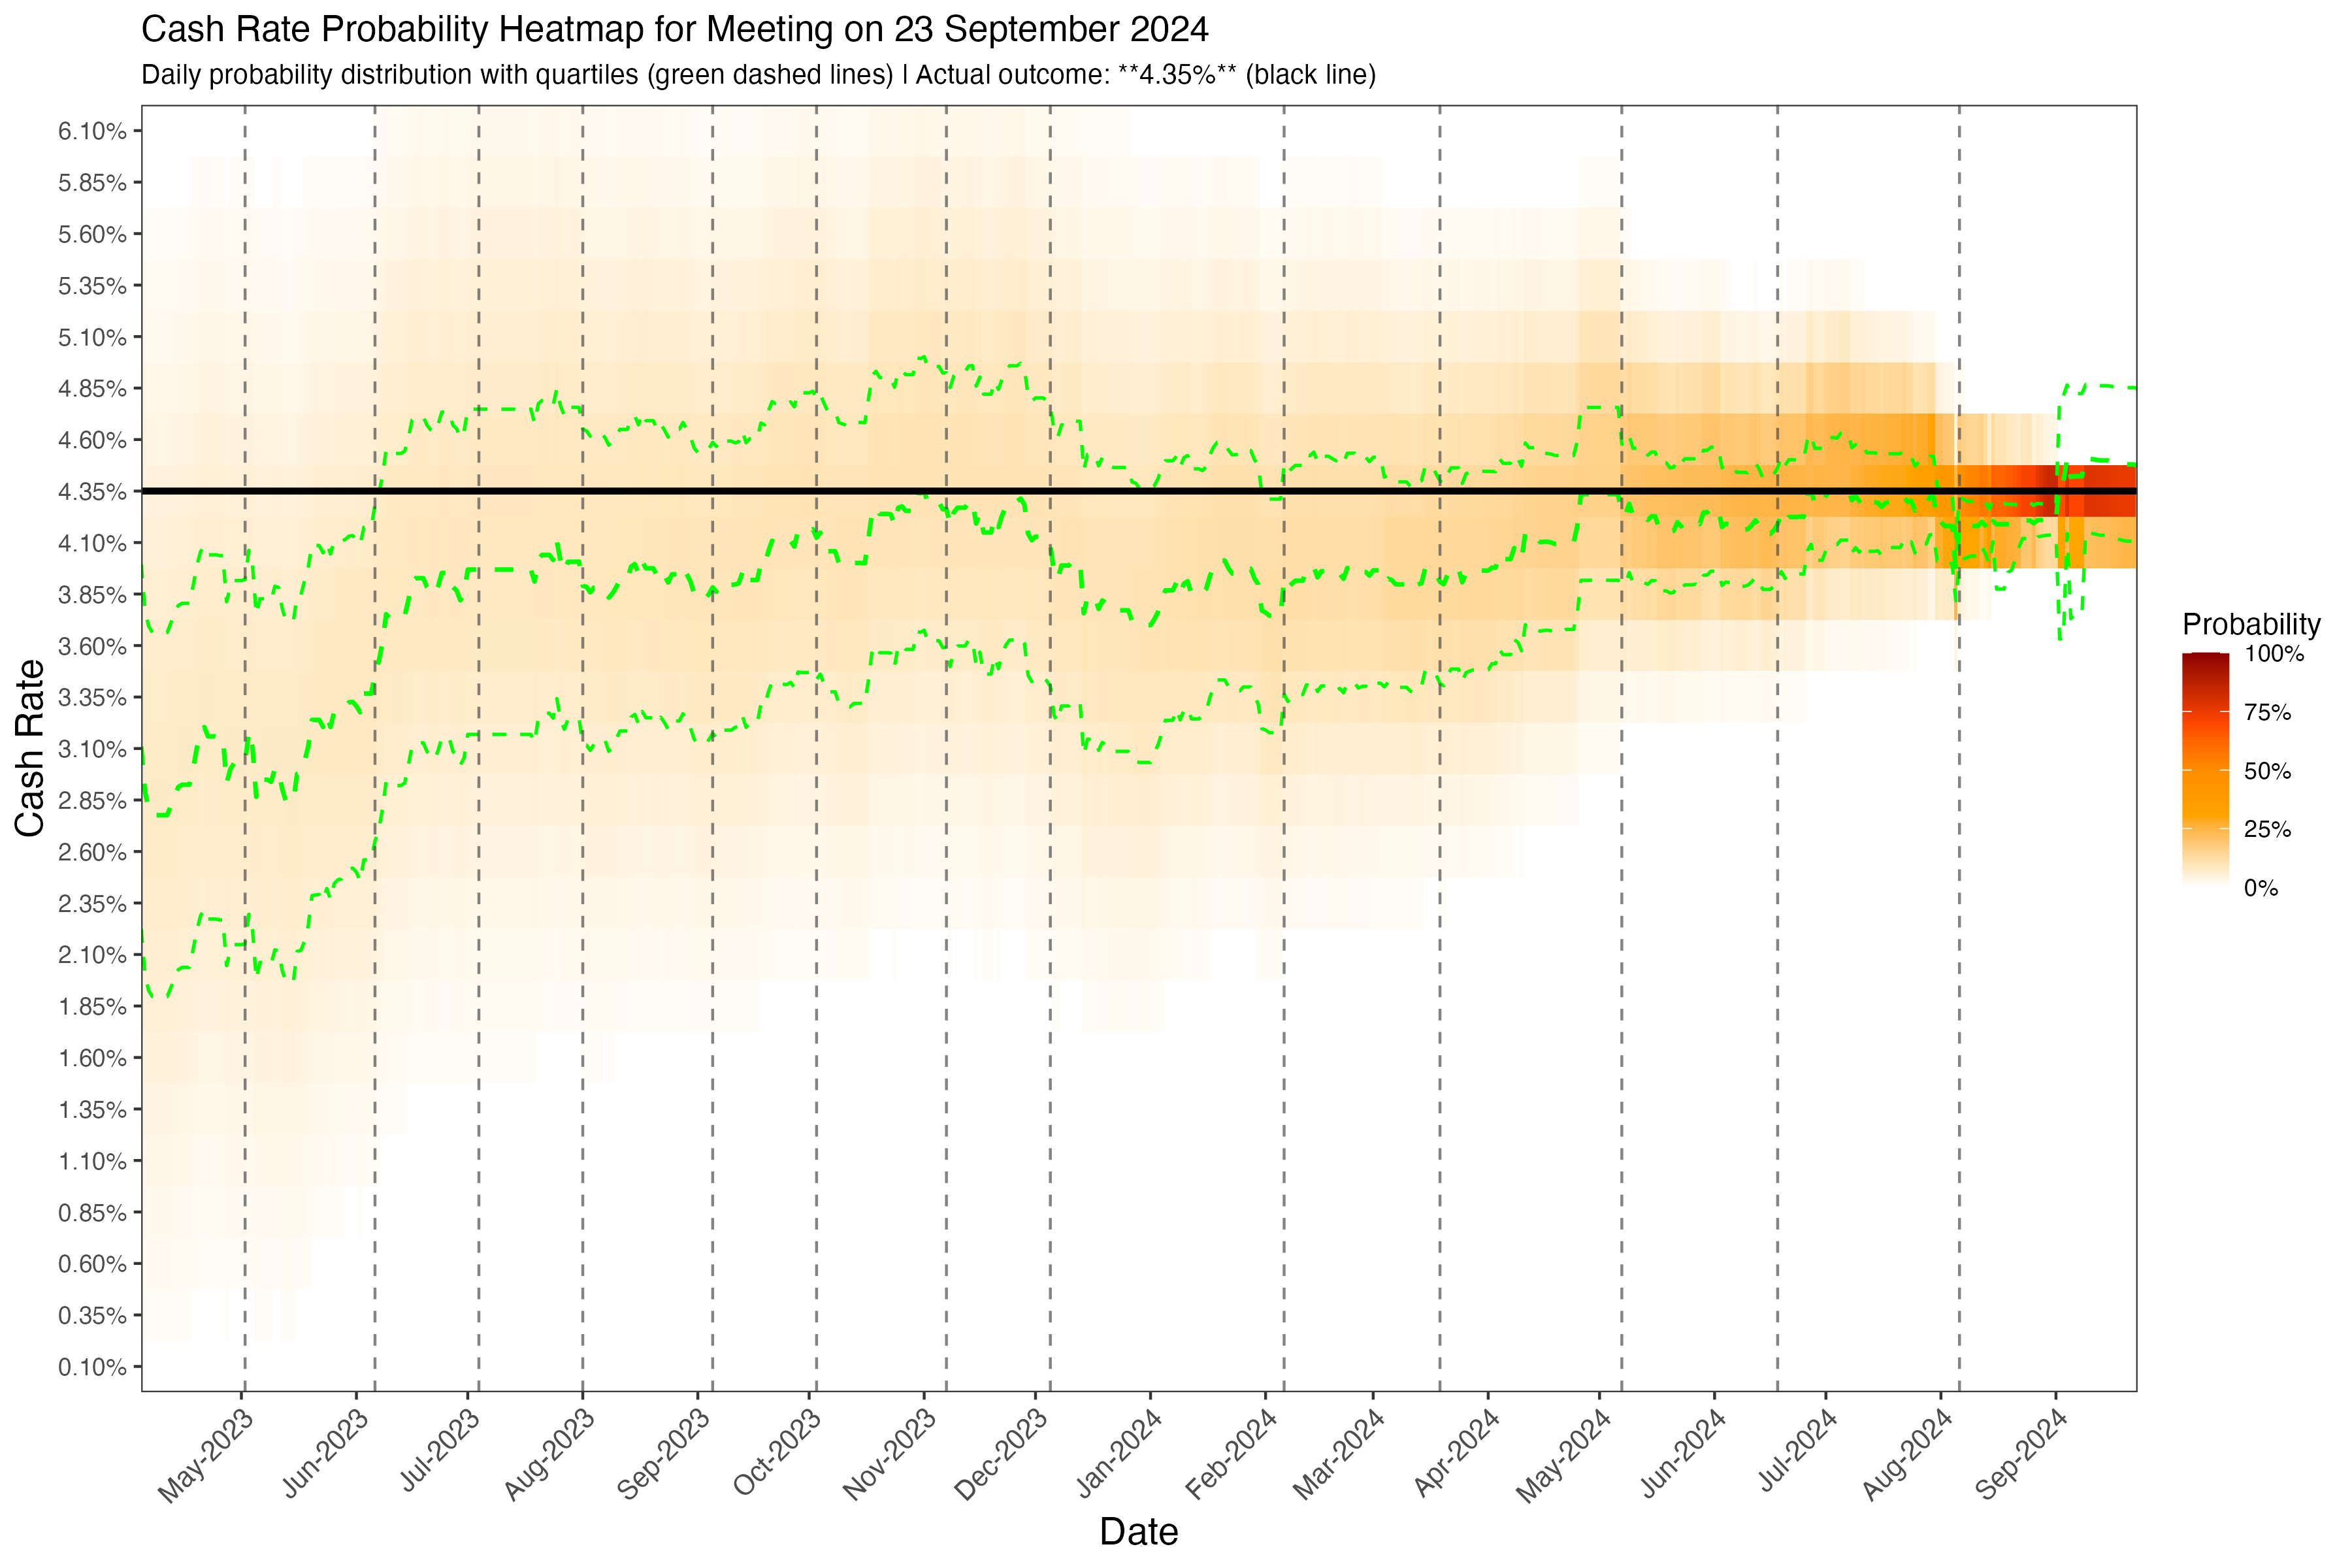 Cash Rate Probability Heatmap for Meeting on 23 September 2024
Daily probability distribution with quartiles (green dashed lines) | Actual outcome: **4.35%** (black line)
Cash Rate
6.10%
5.85%
5.60%
5.35%
5.10%
4.85%
4.60%
4.35%
4.10%
3.85%
3.60%
3.35%
3.10%
2.85%
2.60%
2.35%
2.10%
1.85%
1.60%
1.35%
1.10%
0.85%
0.60%
0.35%
0.10%
May-2023
Jun-2023
Jul-2023
Aug-2023
Sep-2023
Oct-2023
Nov-2023
Dec-2023
Jan-2024
Feb-2024
Mar-2024
Apr-2024
May-2024
Jun-2024
Jul-2024
Aug-2024
Sep-2024
Date
Probability
100%
75%
50%
25%
0%